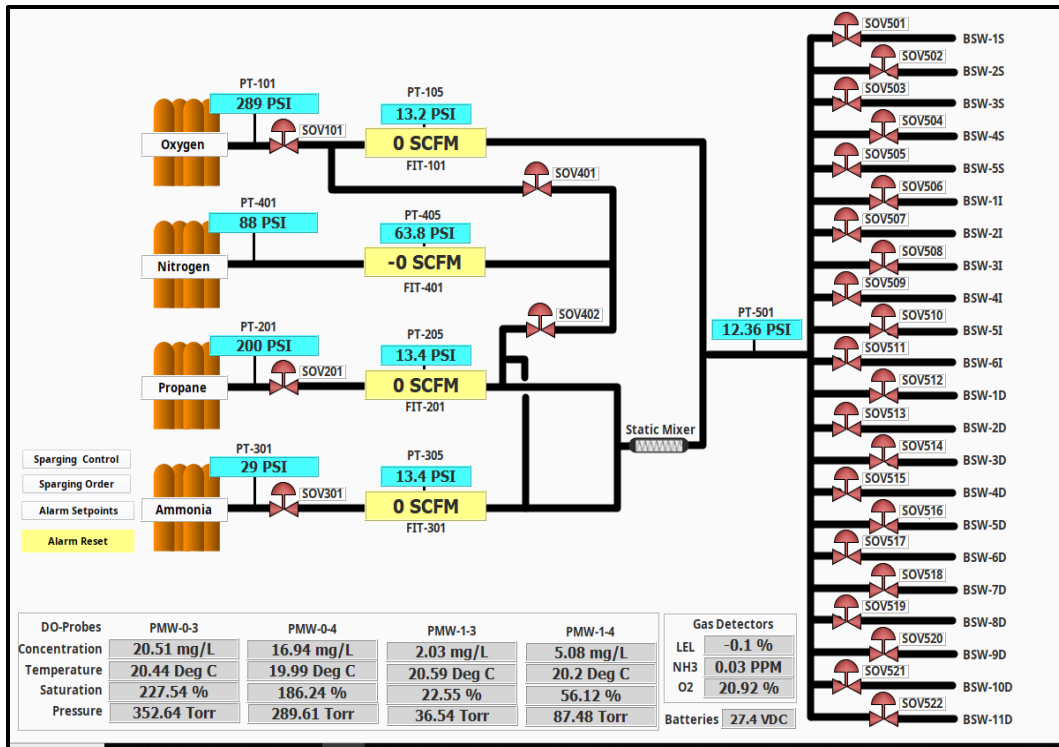 SOV501
BSW-1S
SOV502
BSW-2S
SOV503
BSW-3S
SOV504
BSW-4S
SOV505
BSW-5S
SOV506
BSW-1I
SOV507
BSW-2I
SOV508
BSW-3I
SOV509
BSW-4I
SOV510
BSW-5I
SOV511
BSW-6I
SOV512
BSW-1D
SOV513
BSW-2D
SOV514
BSW-3D
SOV515
BSW-4D
SOV516
BSW-5D
SOV517
BSW-6D
SOV518
BSW-7D
SOV519
BSW-8D
SOV520
BSW-9D
SOV521
BSW-10D
SOV522
BSW-11D
PT-101
289 PSI
SOV101
Oxygen
PT-105
13.2 PSI
0 SCFM
FIT-101
SOV401
PT-401
88 PSI
Nitrogen
PT-405
63.8 PSI
-0 SCFM
FIT-401
SOV402
PT-201
200 PSI
SOV201
Propane
PT-205
13.4 PSI
0 SCFM
FIT-201
PT-501
12.36 PSI
Static Mixer
PT-301
29 PSI
SOV301
Ammonia
PT-305
13.4 PSI
0 SCFM
FIT-301
Sparging Control
Sparging Order
Alarm Setpoints
Alarm Reset
DO-Probes PMW-0-3 PMW-0-4 PMW-1-3 PMW-1-4
Concentration 20.51 mg/L 16.94 mg/L 2.03 mg/L 5.08 mg/L
Temperature 20.44 Deg C 19.99 Deg C 20.59 Deg C 20.2 Deg C
Saturation 227.54 % 186.24 % 22.55 % 56.12 %
Pressure 352.64 Torr 289.61 Torr 36.54 Torr 87.48 Torr
Gas Detectors
LEL -0.1 %
NH3 0.03 PPM
O2 20.92 %
Batteries 27.4 VDC